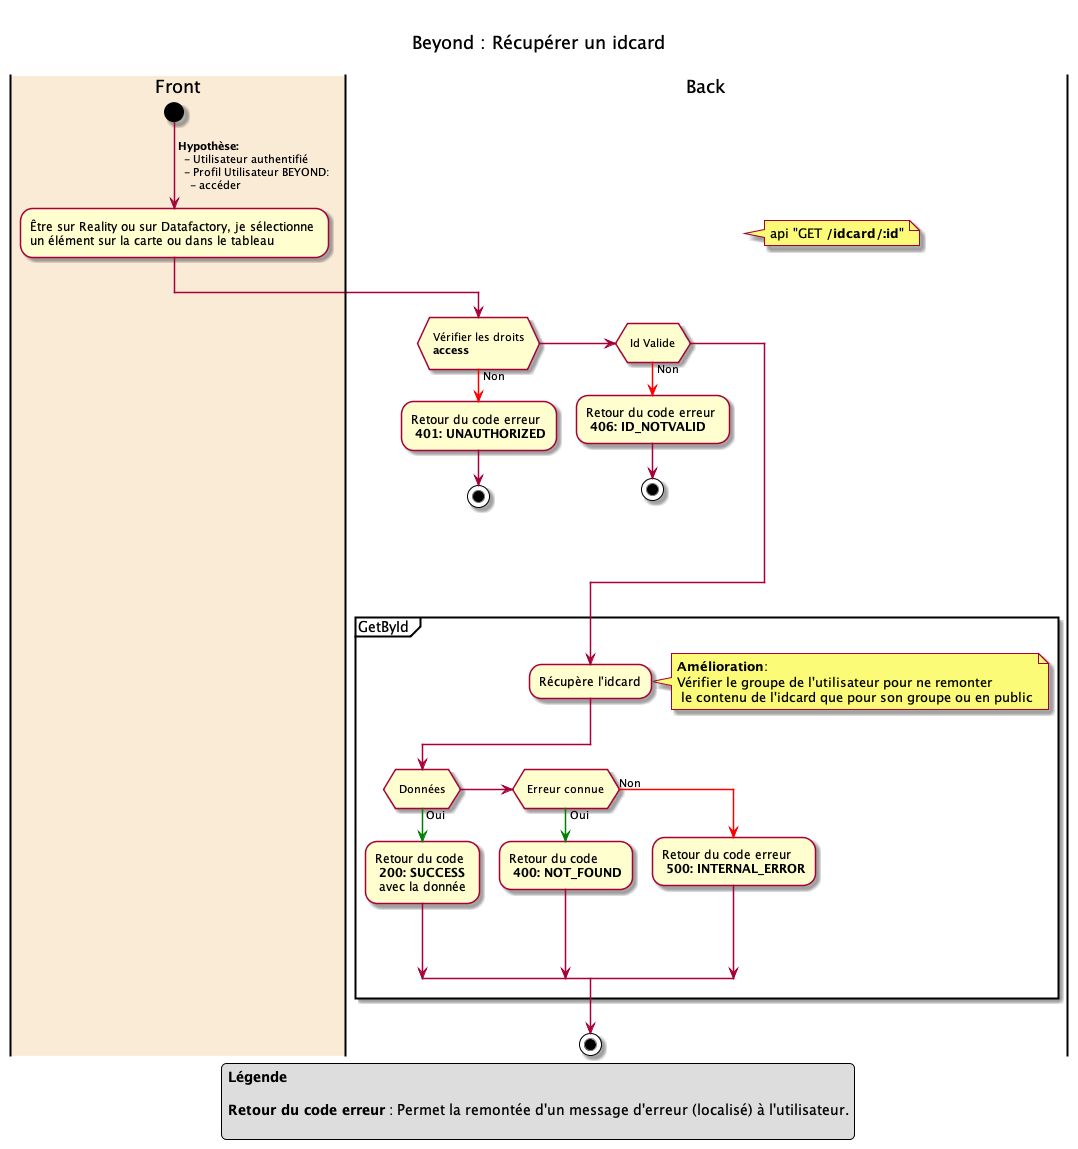 Beyond : Récupérer un idcard
Front
Back
Hypothèse:
- Utilisateur authentifié
- Profil Utilisateur BEYOND:
- accéder
Être sur Reality ou sur Datafactory, je sélectionne
un élément sur la carte ou dans le tableau
api "GET /idcard/:id"
Vérifier les droits
access
Id Valide
Non
Non
Retour du code erreur
401: UNAUTHORIZED
Retour du code erreur
406: ID_NOTVALID
GetById
Récupère l'idcard
Amélioration:
Vérifier le groupe de l'utilisateur pour ne remonter
le contenu de l'idcard que pour son groupe ou en public
Données
Erreur connue
Non
Oui
Oui
Retour du code
200: SUCCESS
avec la donnée
Retour du code
400: NOT_FOUND
Retour du code erreur
500: INTERNAL_ERROR
Légende
Retour du code erreur : Permet la remontée d'un message d'erreur (localisé) à l'utilisateur.